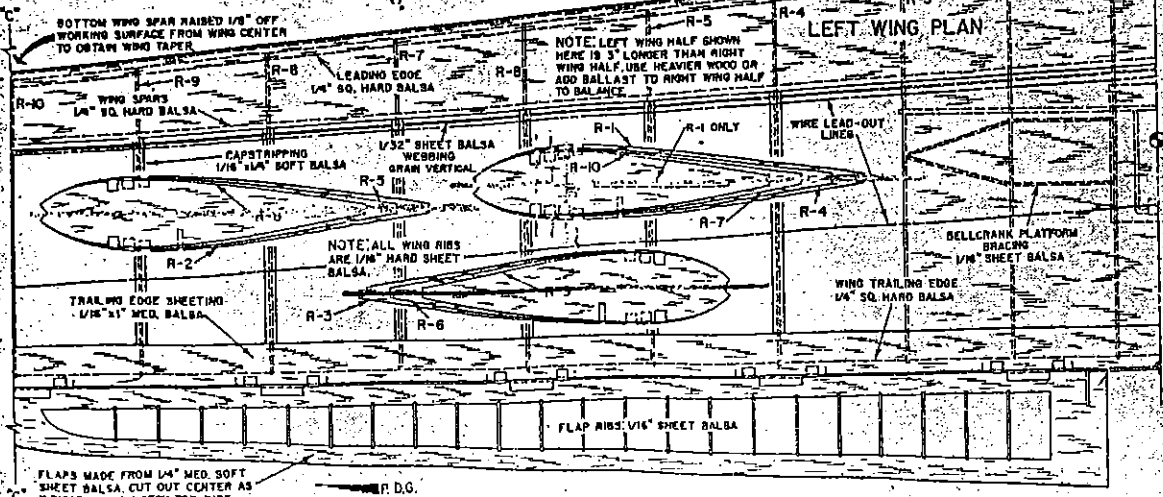 "C"
BOTTOM WING SPAR RAISED 1/8" OFF
WORKING SURFACE FROM WING CENTER
TO OBTAIN WING TAPER
R-10
R-9
R-8
R-7
R-6
R-5
R-4
LEFT WING PLAN
LEADING EDGE
1/4" SQ. HARD BALSA
WING SPARS
1/4" SQ. HARD BALSA
NOTE: LEFT WING HALF SHOWN
HERE IS 3" LONGER THAN RIGHT
WING HALF. USE HEAVIER WOOD OR
ADD BALLAST TO RIGHT WING HALF
TO BALANCE
CAPSTRIPPING
1/16" x 1/4" SOFT BALSA
1/32" SHEET BALSA
WEBBING
GRAIN VERTICAL
R-1
R-1 ONLY
WIRE LEAD-OUT
LINES
R-10
R-5
R-2
R-7
R-4
NOTE: ALL WING RIBS
ARE 1/16" HARD SHEET
BALSA.
BELLCRANK PLATFORM
BRACING
1/16" SHEET BALSA
TRAILING EDGE SHEETING
1/16" x 1" MED. BALSA
R-3
R-6
R-9
WING TRAILING EDGE
1/4" SQ. HARD BALSA
FLAP RIBS 1/16" SHEET BALSA
FLAPS MADE FROM 1/4" MED. SOFT
SHEET BALSA. CUT OUT CENTER AS
P. D.G.
"C"